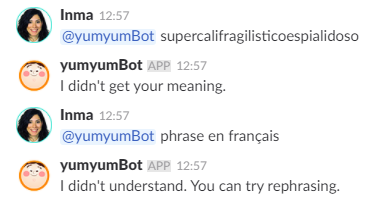 Inma 12:57
@yumyumBot supercalifragilisticoespialidoso
yumyumBot APP 12:57
I didn't get your meaning.
Inma 12:57
@yumyumBot phrase en français
yumyumBot APP 12:57
I didn't understand. You can try rephrasing.